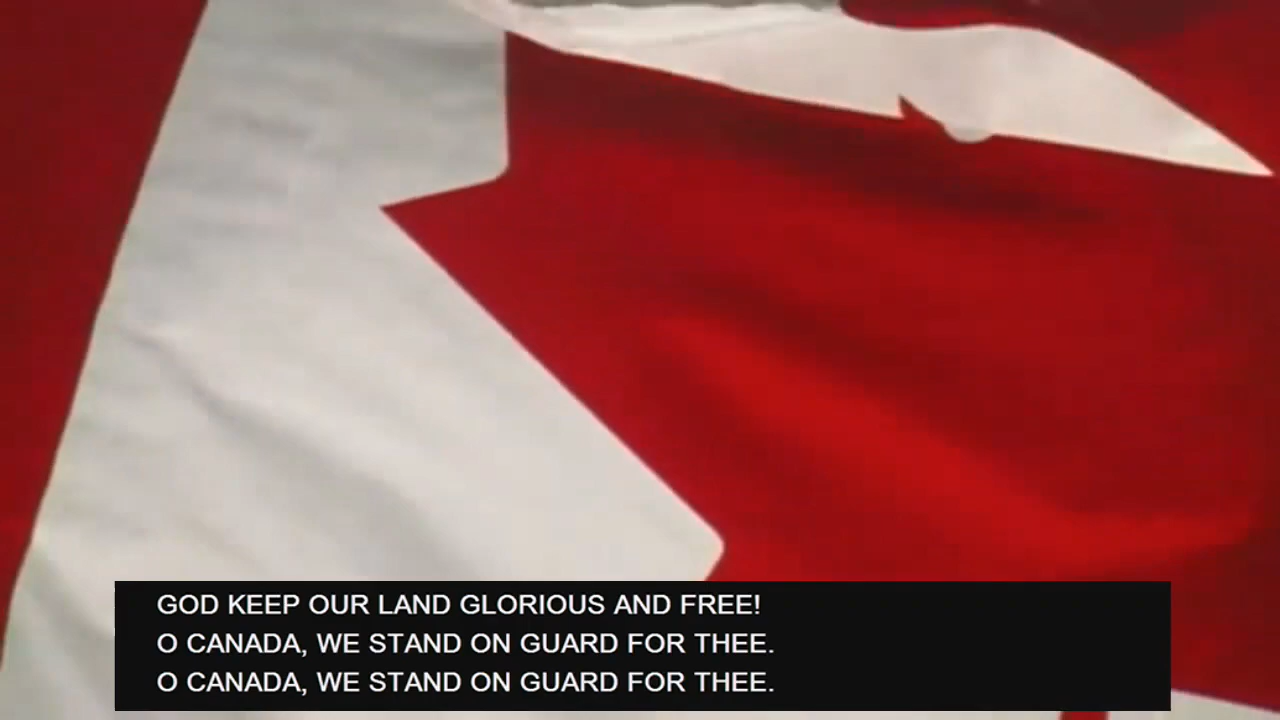 GOD KEEP OUR LAND GLORIOUS AND FREE!
O CANADA, WE STAND ON GUARD FOR THEE.
O CANADA, WE STAND ON GUARD FOR THEE.